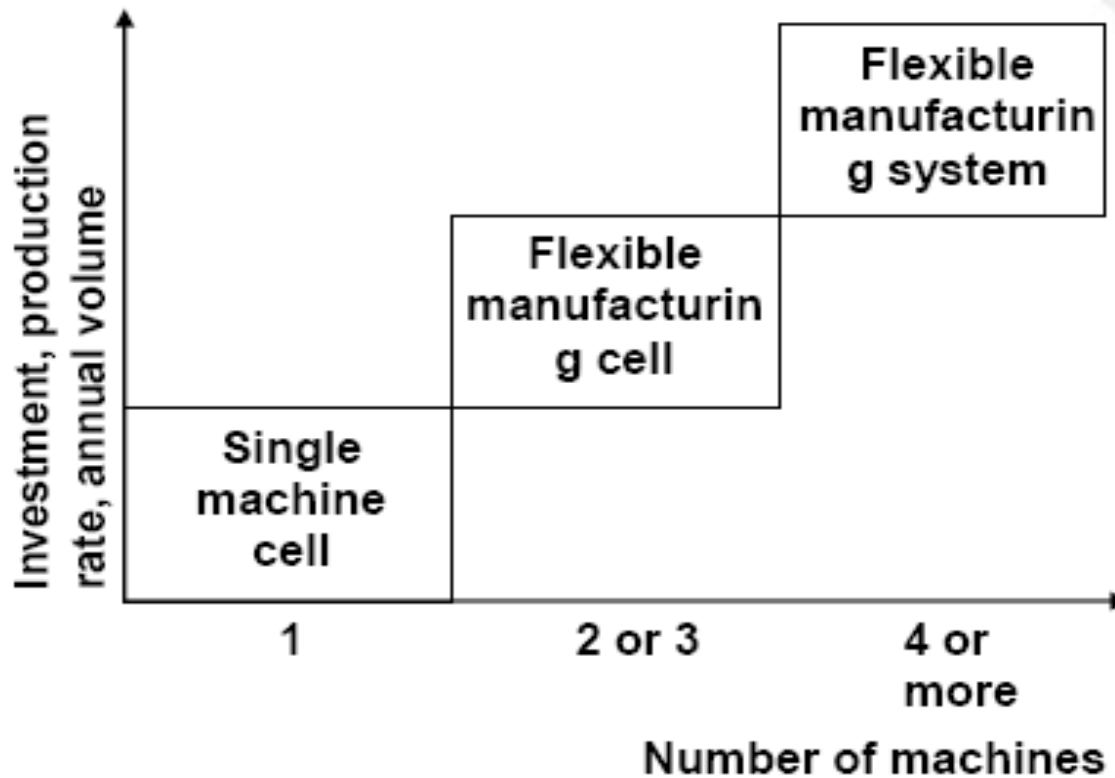 Flexible
manufacturin
g system
Flexible
manufacturin
g cell
Single
machine
cell
Investment, production
rate, annual volume
1
2 or 3
4 or
more
Number of machines